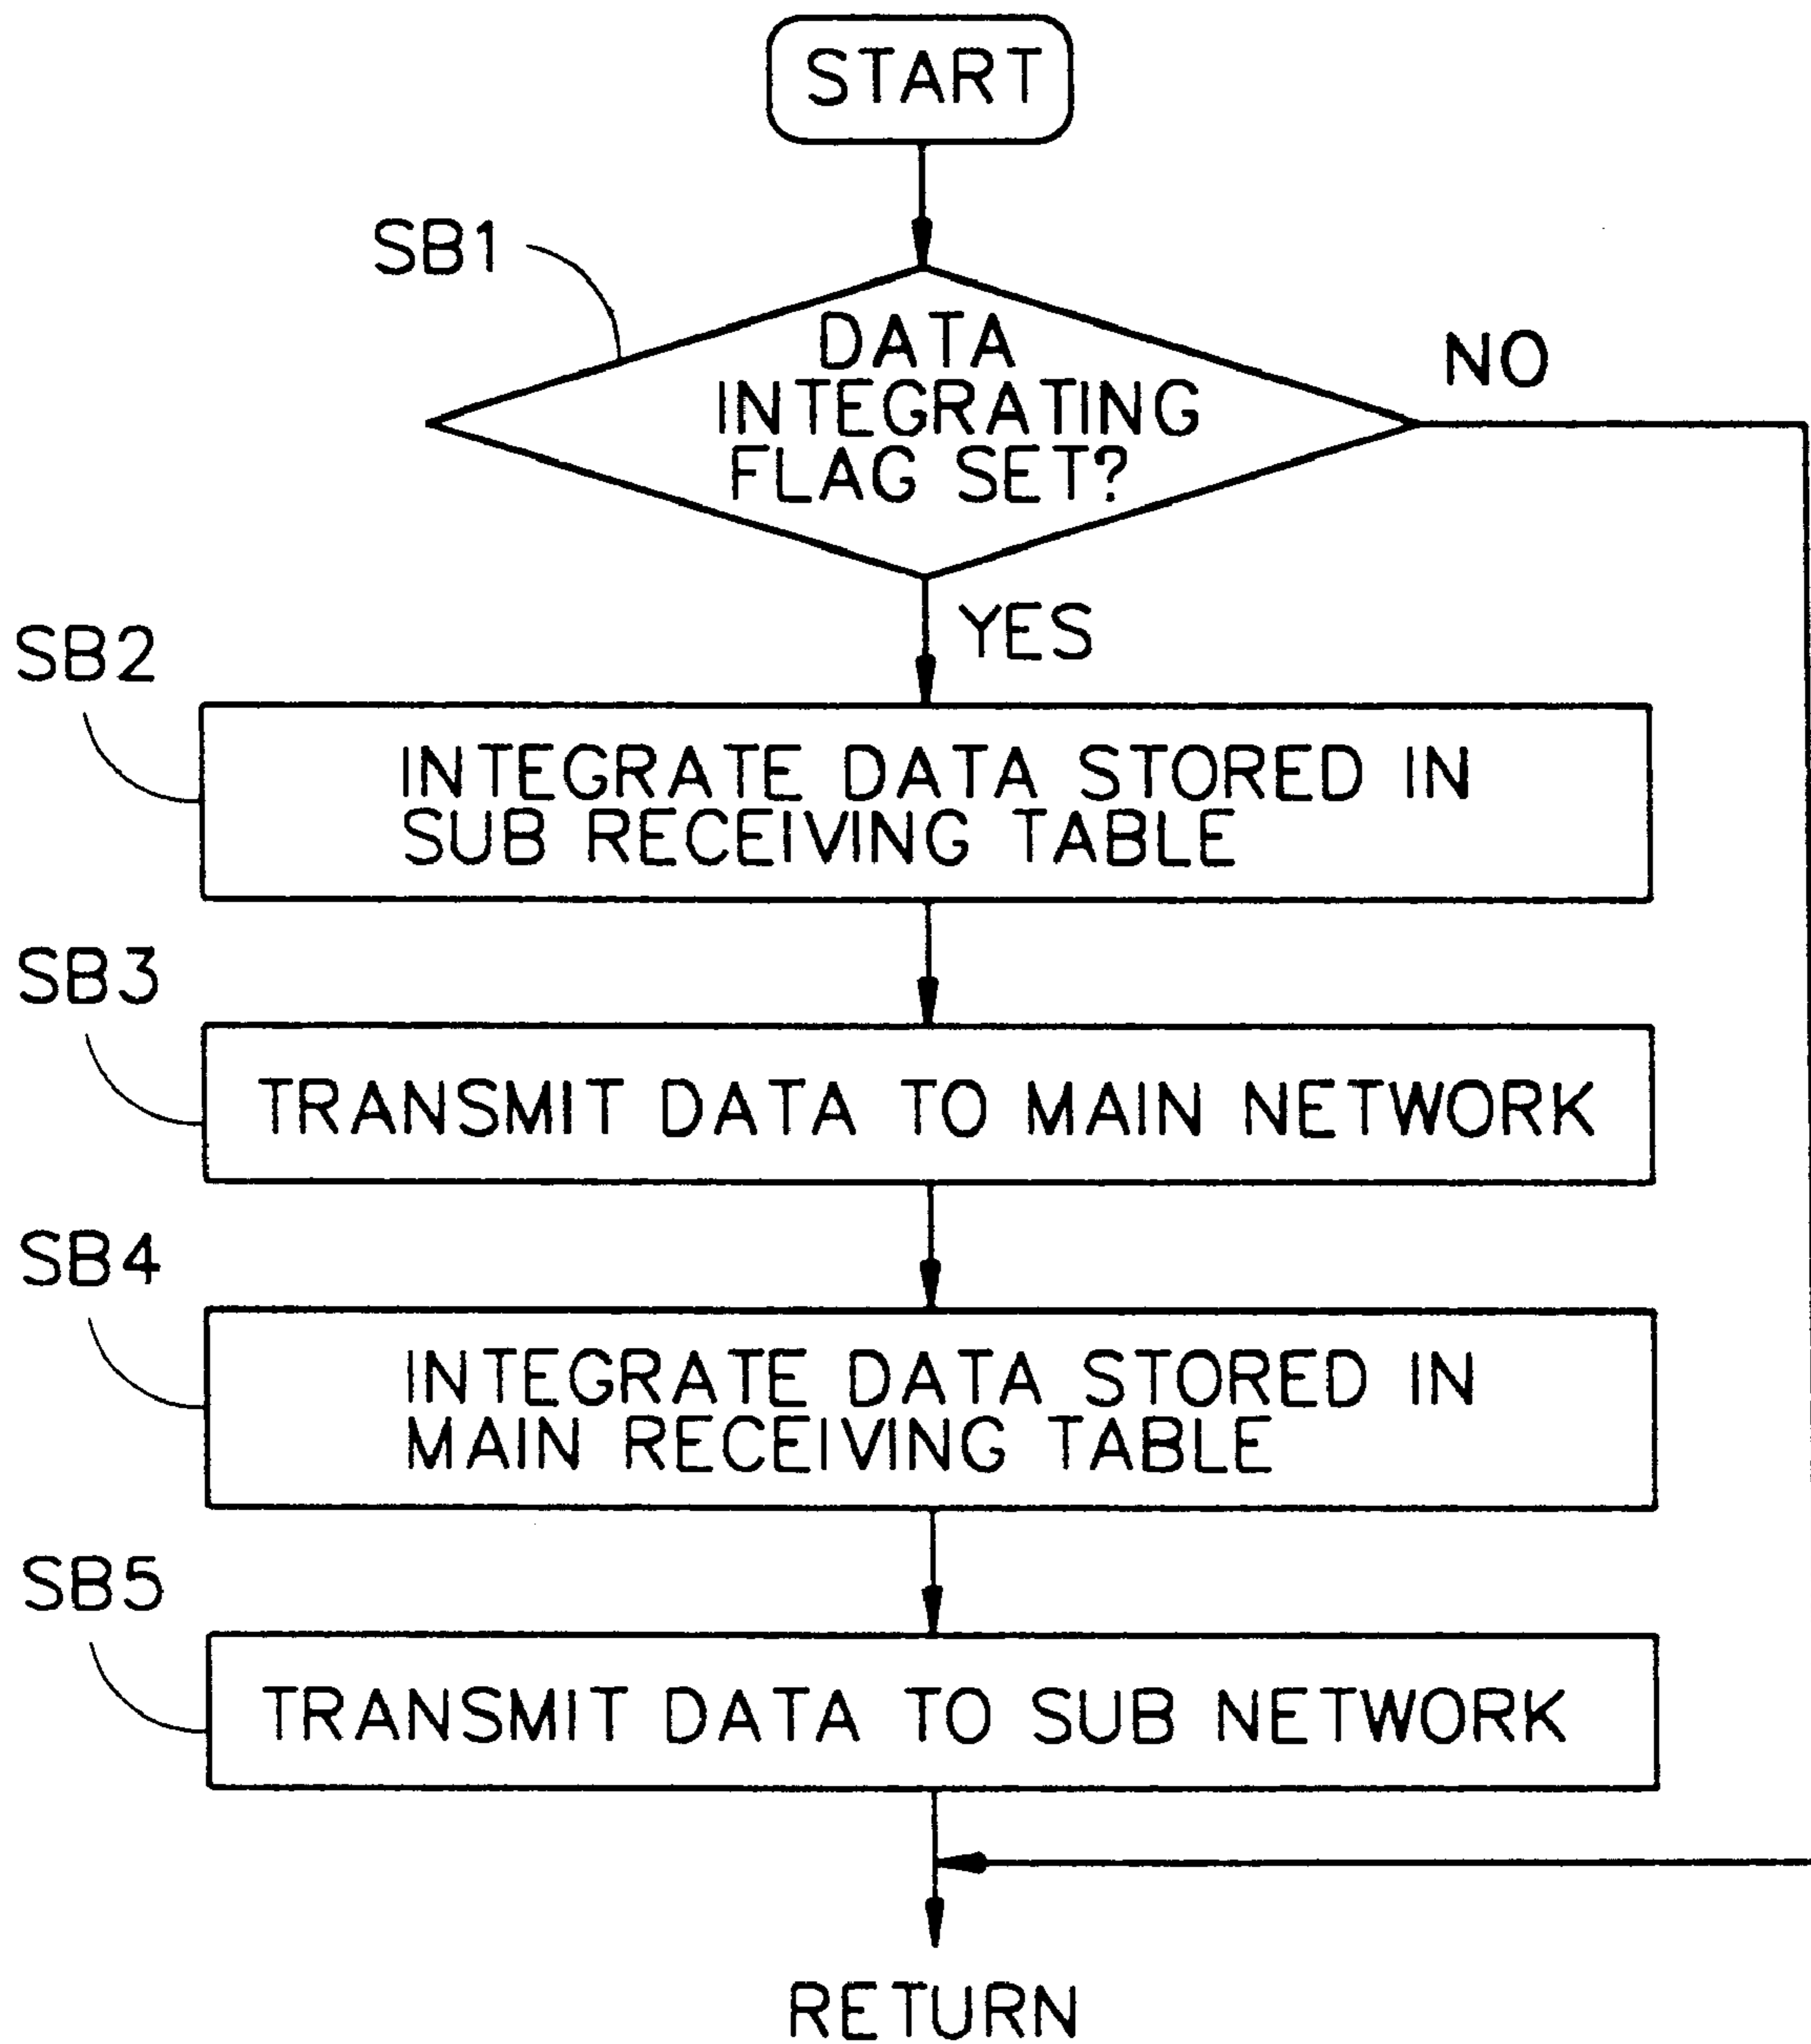 START
SB1
DATA
INTEGRATING
FLAG SET?
NO
YES
SB2
INTEGRATE DATA STORED IN
SUB RECEIVING TABLE
SB3
TRANSMIT DATA TO MAIN NETWORK
SB4
INTEGRATE DATA STORED IN
MAIN RECEIVING TABLE
SB5
TRANSMIT DATA TO SUB NETWORK
RETURN